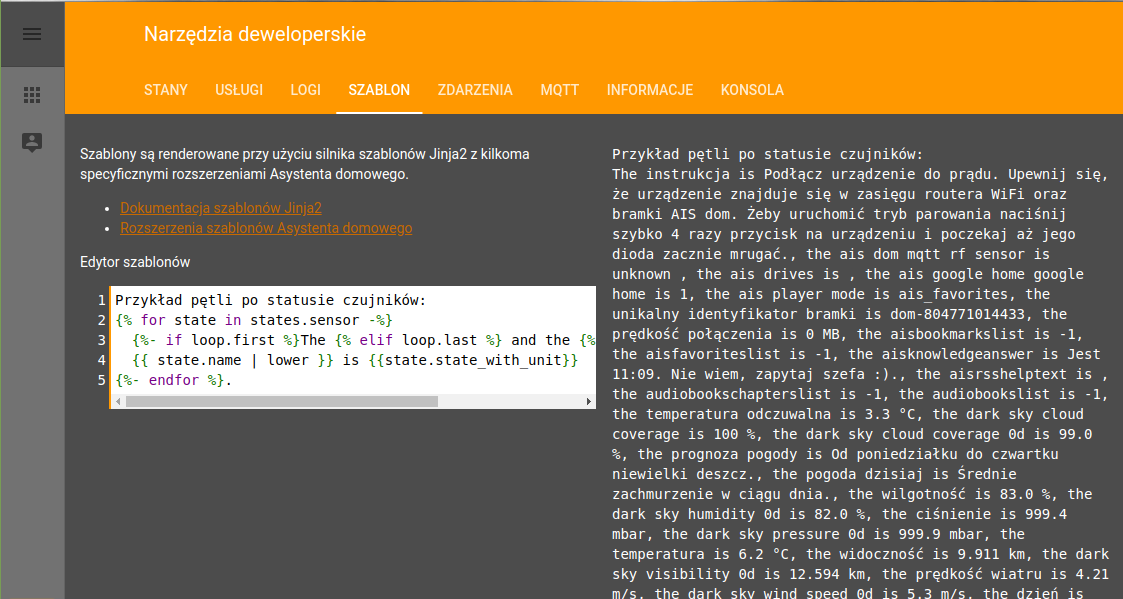 Narzędzia deweloperskie
STANY USŁUGI LOGI SZABLON ZDARZENIA MQTT INFORMACJE KONSOLA
Szablony są renderowane przy użyciu silnika szablonów Jinja2 z kilkoma
specyficznymi rozszerzeniami Asystenta domowego.
• Dokumentacja szablonów Jinja2
• Rozszerzenia szablonów Asystenta domowego
Edytor szablonów
1 Przykład pętli po statusie czujników:
2 {% for state in states.sensor -%}
3 {%- if loop.first %}The {% elif loop.last %} and the {%
4 {{ state.name | lower }} is {{state.state_with_unit}}
5 {%- endfor %}.
Przykład pętli po statusie czujników:
The instrukcja is Podłącz urządzenie do prądu. Upewnij się,
że urządzenie znajduje się w zasięgu routera WiFi oraz
bramki AIS dom. Żeby uruchomić tryb parowania naciśnij
szybko 4 razy przycisk na urządzeniu i poczekaj aż jego
dioda zacznie mrugać., the ais dom mqtt rf sensor is
unknown , the ais drives is , the ais google home google
home is 1, the ais player mode is ais_favorites, the
unikalny identyfikator bramki is dom-804771014433, the
prędkość połączenia is 0 MB, the aisbookmarkslist is -1,
the aisfavoriteslist is -1, the aisknowledgeanswer is Jest
11:09. Nie wiem, zapytaj szefa :)., the aisrsshelptext is ,
the audiobookschapterslist is -1, the audiobookslist is -1,
the temperatura odczuwalna is 3.3 °C, the dark sky cloud
coverage is 100 %, the dark sky cloud coverage 0d is 99.0
%, the prognoza pogody is Od poniedziałku do czwartku
niewielki deszcz., the pogoda dzisiaj is Średnie
zachmurzenie w ciągu dnia., the wilgotność is 83.0 %, the
dark sky humidity 0d is 82.0 %, the ciśnienie is 999.4
mbar, the dark sky pressure 0d is 999.9 mbar, the
temperatura is 6.2 °C, the widoczność is 9.911 km, the dark
sky visibility 0d is 12.594 km, the prędkość wiatru is 4.21
m/s, the dark sky wind speed 0d is 5.3 m/s, the dzień is